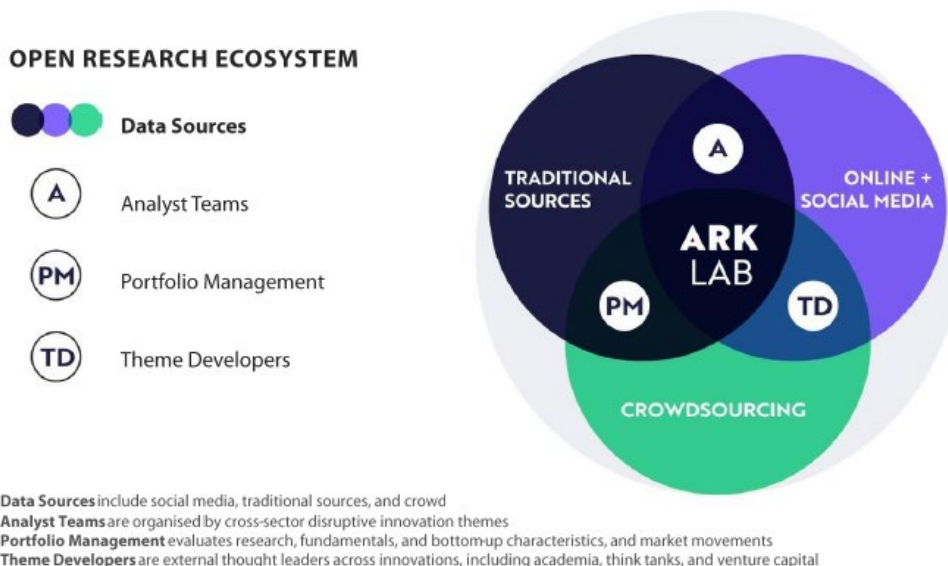 OPEN RESEARCH ECOSYSTEM
Data Sources
A
Analyst Teams
PM
Portfolio Management
TD
Theme Developers
A
TRADITIONAL
SOURCES
ONLINE +
SOCIAL MEDIA
ARK
LAB
PM
TD
CROWDSOURCING
Data Sources include social media, traditional sources, and crowd
Analyst Teams are organised by cross-sector disruptive innovation themes
Portfolio Management evaluates research, fundamentals, and bottom-up characteristics, and market movements
Theme Developers are external thought leaders across innovations, including academia, think tanks, and venture capital